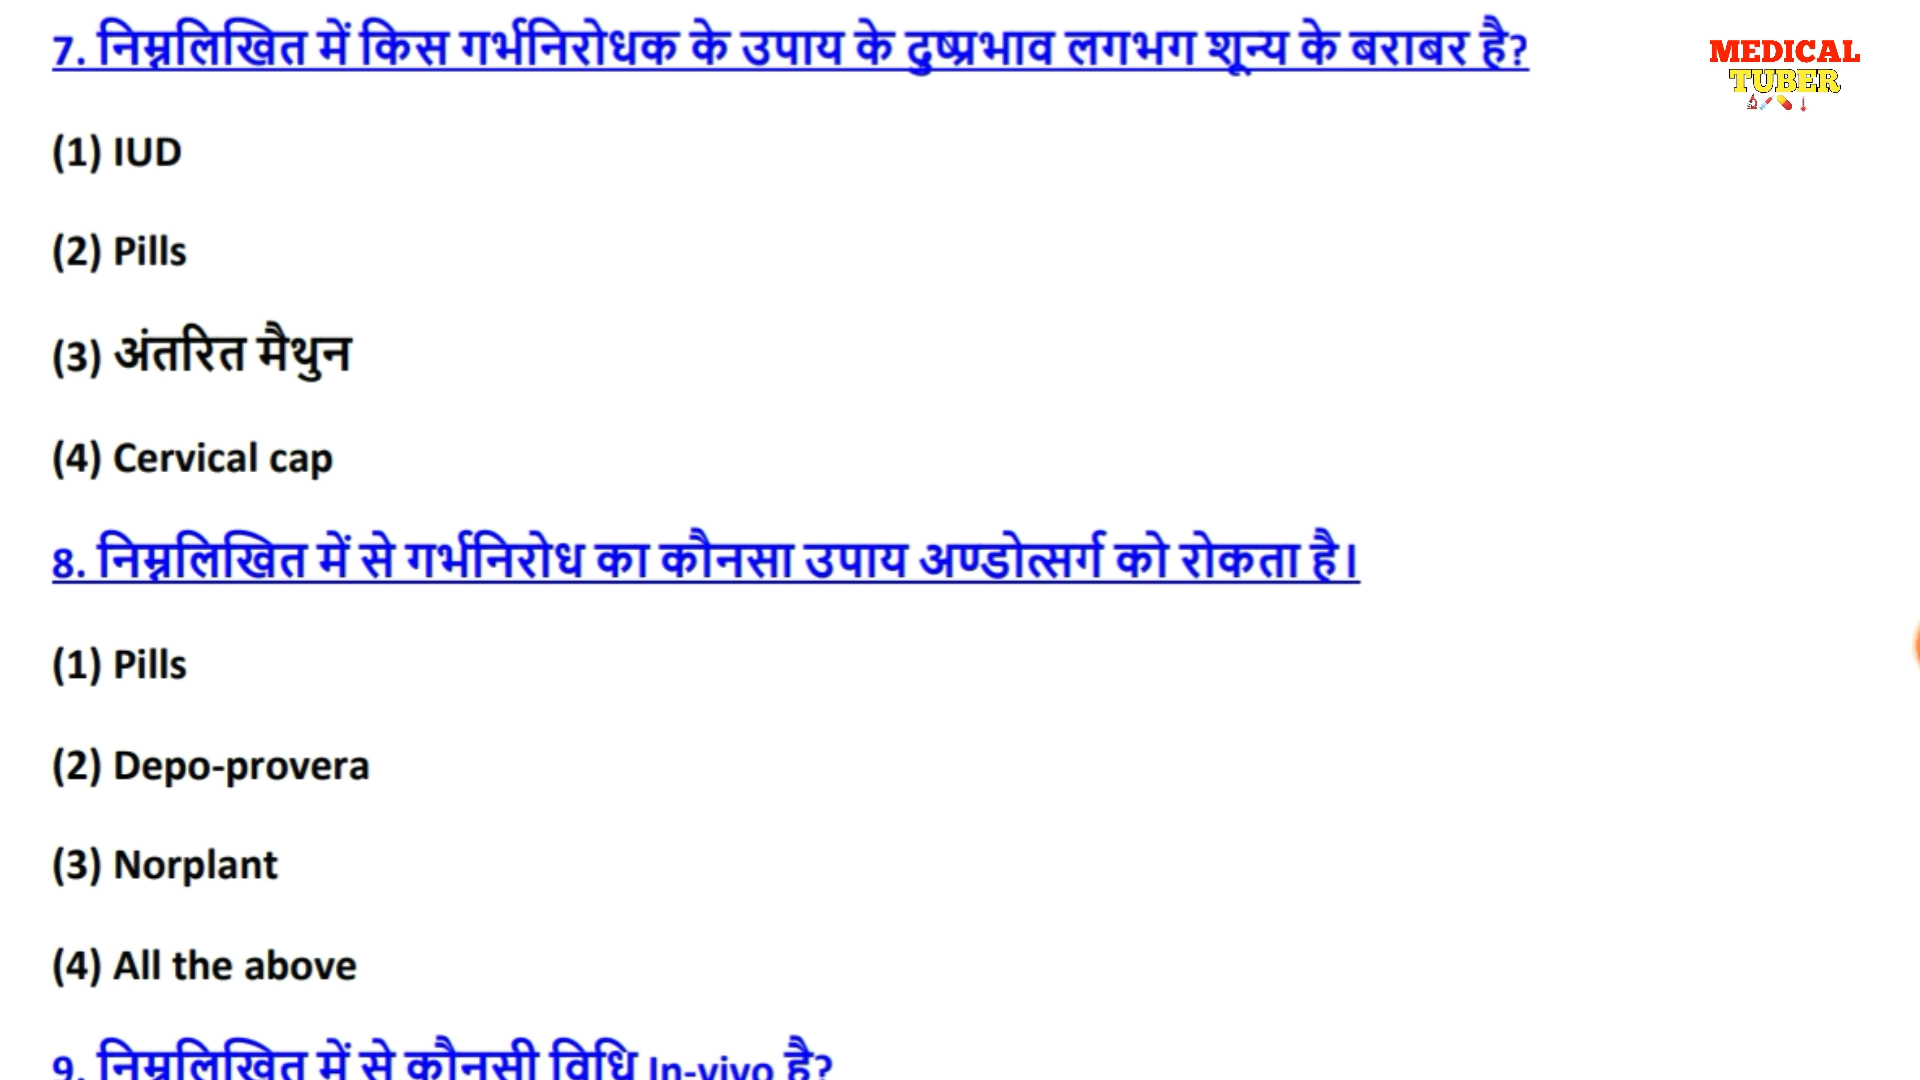 7. निम्नलिखित में किस गर्भनिरोधक के उपाय के दुष्प्रभाव लगभग शून्य के बराबर है?
MEDICAL
TUBER
(1) IUD
(2) Pills
(3) अंतरित मैथुन
(4) Cervical cap
8. निम्नलिखित में से गर्भनिरोध का कौनसा उपाय अण्डोत्सर्ग को रोकता है।
(1) Pills
(2) Depo-provera
(3) Norplant
(4) All the above
9. निम्नलिखित में से कौनसी विधि In-vivo है?